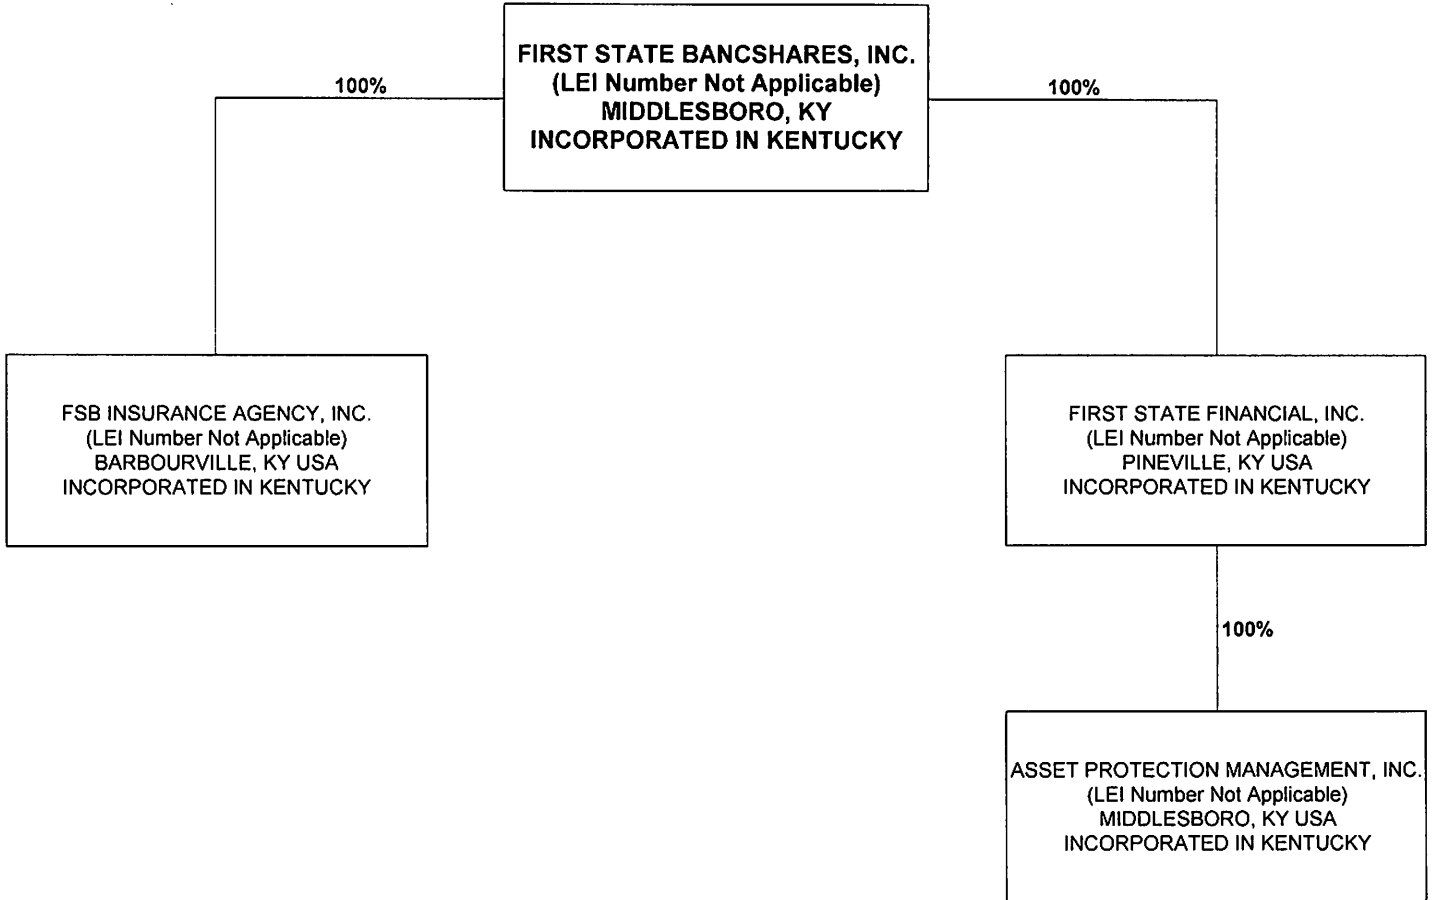 FIRST STATE BANCSHARES, INC.
(LEI Number Not Applicable)
MIDDLESBORO, KY
INCORPORATED IN KENTUCKY
100%
100%
FSB INSURANCE AGENCY, INC.
(LEI Number Not Applicable)
BARBOURVILLE, KY USA
INCORPORATED IN KENTUCKY
FIRST STATE FINANCIAL, INC.
(LEI Number Not Applicable)
PINEVILLE, KY USA
INCORPORATED IN KENTUCKY
100%
ASSET PROTECTION MANAGEMENT, INC.
(LEI Number Not Applicable)
MIDDLESBORO, KY USA
INCORPORATED IN KENTUCKY